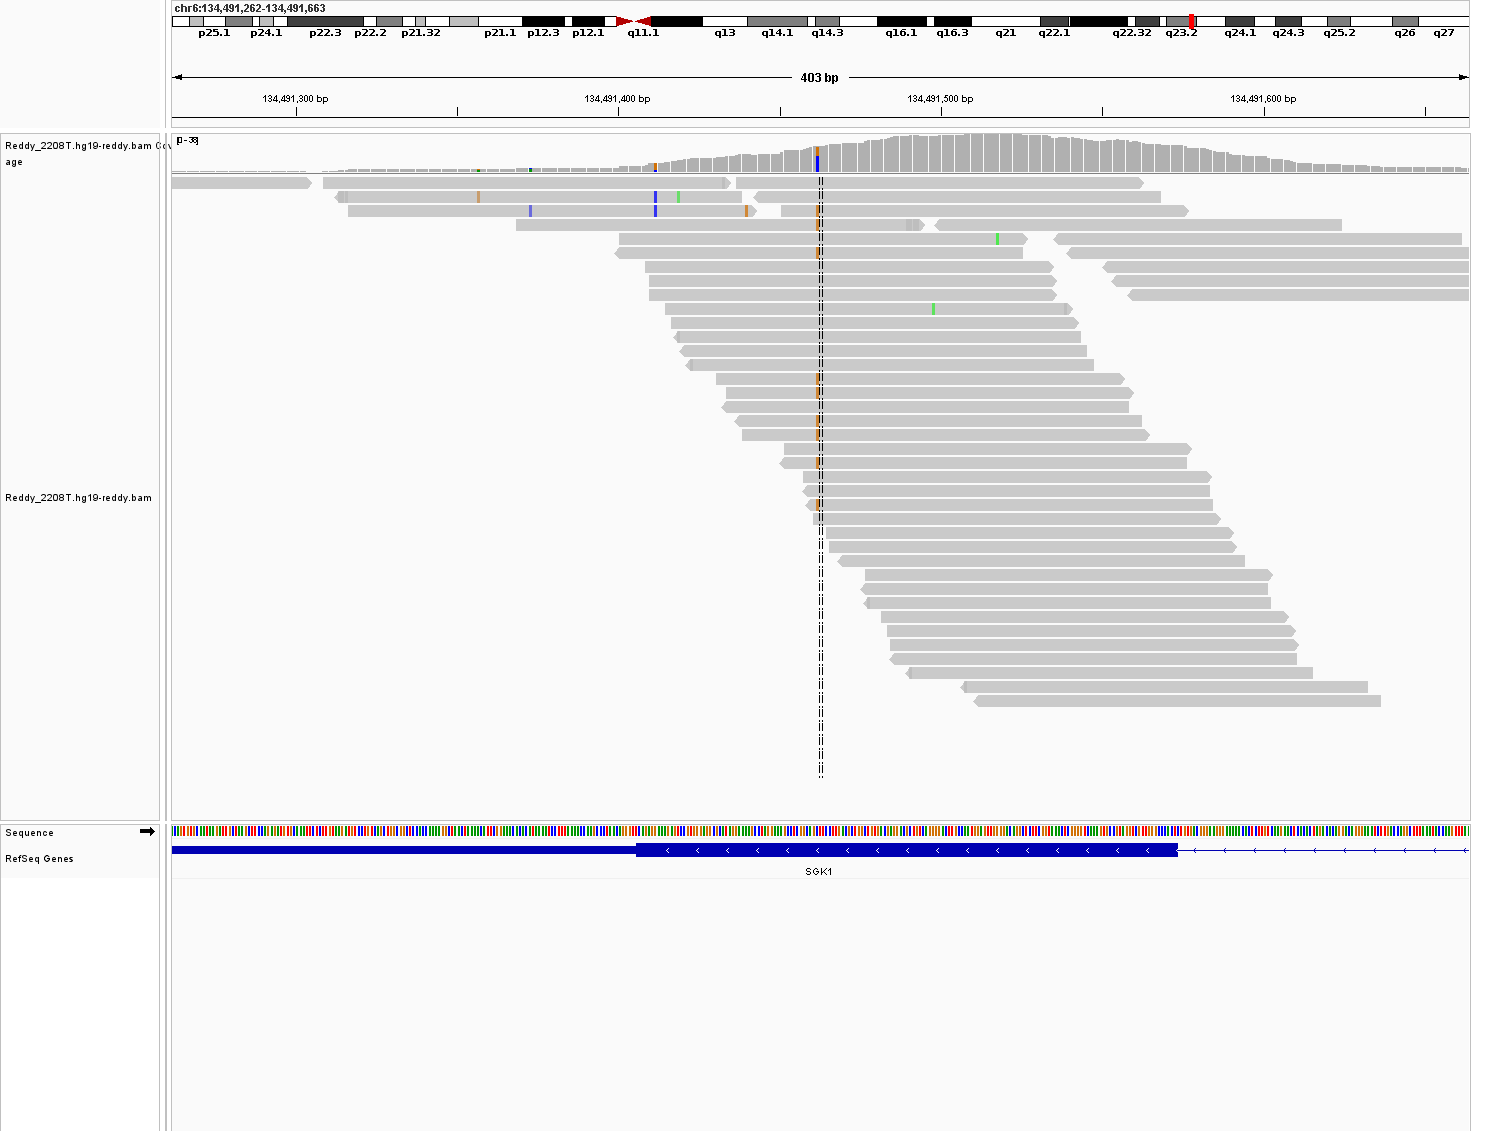 chr6:134,491,262-134,491,663
p25.1 p24.1 p22.3 p22.2 p21.32 p21.1 p12.3 p12.1 q11.1 q13 q14.1 q14.3 q16.1 q16.3 q21 q22.1 q22.32 q23.2 q24.1 q24.3 q25.2 q26 q27
403 bp
134,491,300 bp 134,491,400 bp 134,491,500 bp 134,491,600 bp
[0 - 38]
Reddy_2208T.hg19-reddy.bam Cov
age
Reddy_2208T.hg19-reddy.bam
Sequence
RefSeq Genes
SGK1